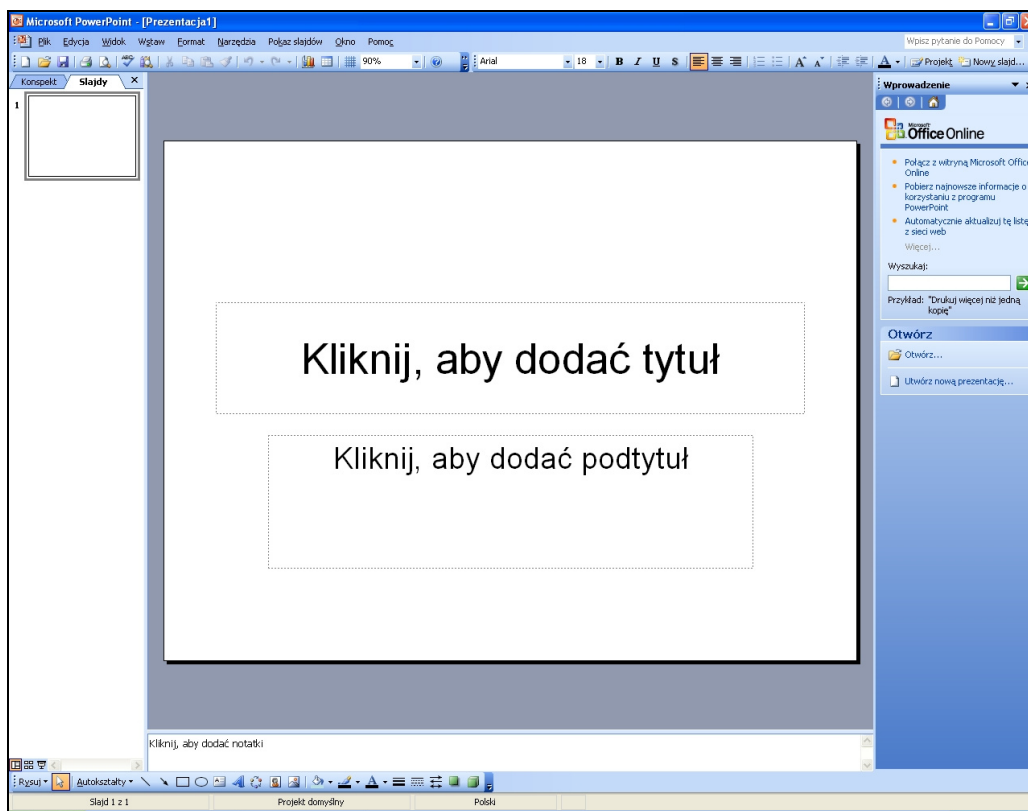 Microsoft PowerPoint - [Prezentacja1]
Plik Edycja Widok Wstaw Format Narzędzia Pokaz slajdów Okno Pomoc
Wpisz pytanie do Pomocy
90% Arial 18 B I U S A A A Projekt Nowy slajd...
Konspekt Slajdy
1
Kliknij, aby dodać tytuł
Kliknij, aby dodać podtytuł
Kliknij, aby dodać notatki
Wprowadzenie
Microsoft
Office Online
Połącz z witryną Microsoft Office
Online
Pobierz najnowsze informacje o
korzystaniu z programu
PowerPoint
Automatycznie aktualizuj tę listę
z sieci web
Więcej...
Wyszukaj:
Przykład: "Drukuj więcej niż jedną
kopię"
Otwórz
Otwórz...
Utwórz nową prezentację...
Rysuj Autokształty A A
Slajd 1 z 1 Projekt domyślny Polski